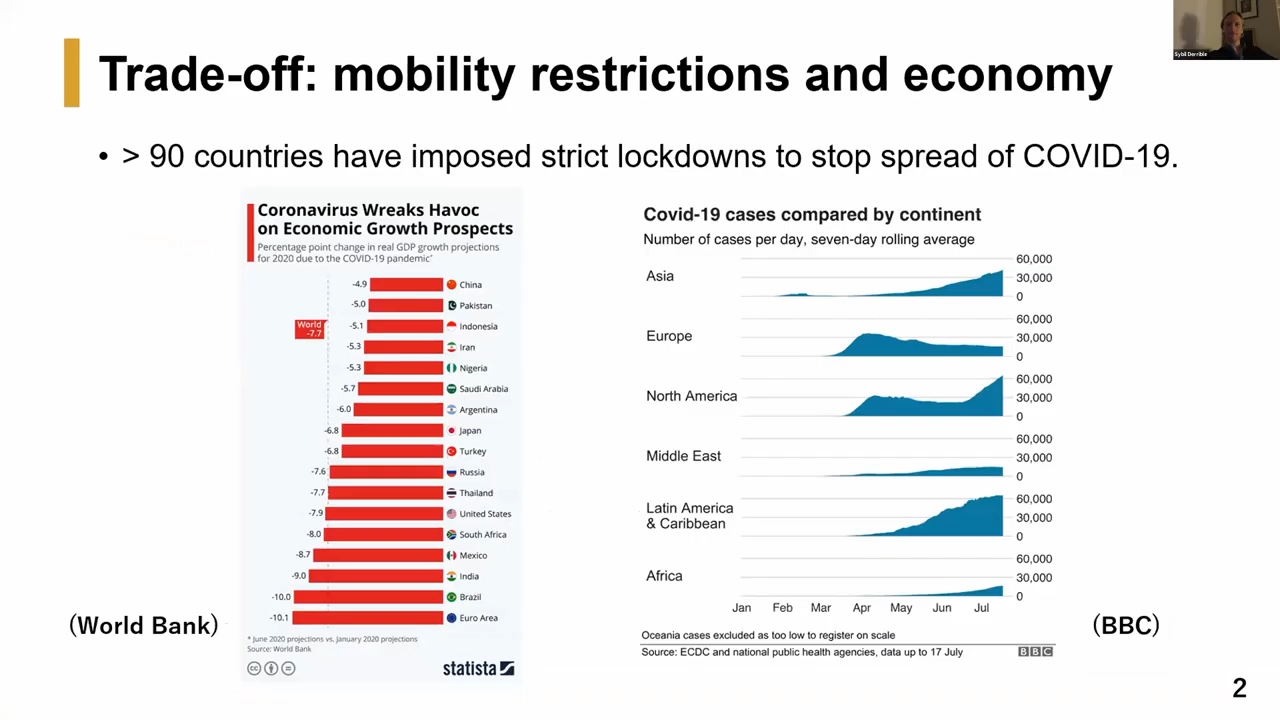 Sybil Derrible
Trade-off: mobility restrictions and economy
• > 90 countries have imposed strict lockdowns to stop spread of COVID-19.
Coronavirus Wreaks Havoc
on Economic Growth Prospects
Percentage point change in real GDP growth projections
for 2020 due to the COVID-19 pandemic*
-4.9 China
-5.0 Pakistan
World
-7.7
-5.1 Indonesia
-5.3 Iran
-5.3 Nigeria
-5.7 Saudi Arabia
-6.0 Argentina
-6.8 Japan
-6.8 Turkey
-7.6 Russia
-7.7 Thailand
-7.9 United States
-8.0 South Africa
-8.7 Mexico
-9.0 India
-10.0 Brazil
-10.1 Euro Area
* June 2020 projections vs. January 2020 projections
Source: World Bank
cc
statista
(World Bank)
Covid-19 cases compared by continent
Number of cases per day, seven-day rolling average
Asia
60,000
30,000
0
Europe
60,000
30,000
0
North America
60,000
30,000
0
Middle East
60,000
30,000
0
Latin America
& Caribbean
60,000
30,000
0
Africa
60,000
30,000
0
Jan Feb Mar Apr May Jun Jul
Oceania cases excluded as too low to register on scale
Source: ECDC and national public health agencies, data up to 17 July
BBC
(BBC)
2